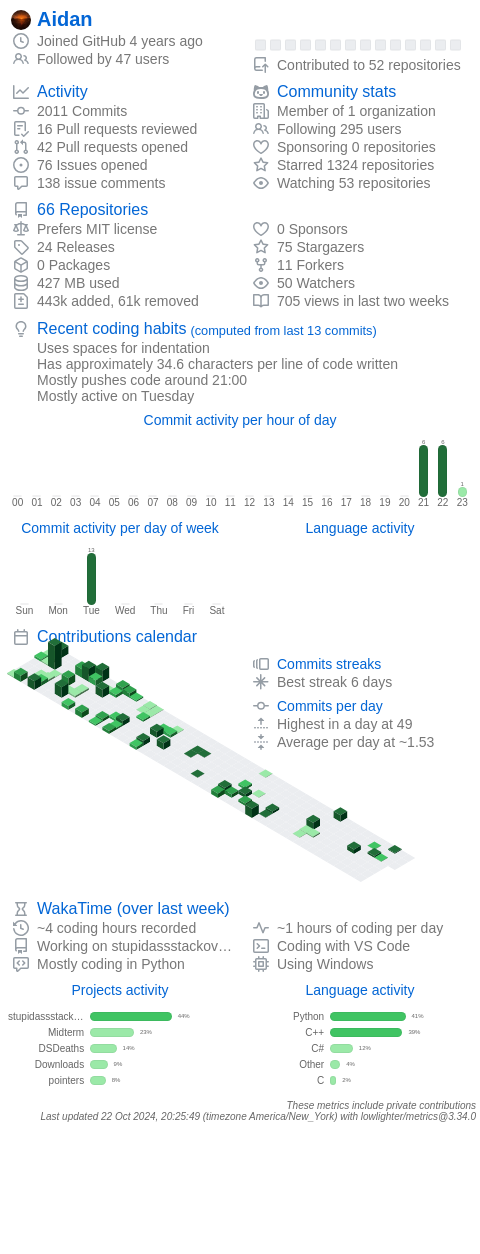 Aidan
Joined GitHub 4 years ago
Followed by 47 users
Contributed to 52 repositories
Activity
2011 Commits
16 Pull requests reviewed
42 Pull requests opened
76 Issues opened
138 issue comments
Community stats
Member of 1 organization
Following 295 users
Sponsoring 0 repositories
Starred 1324 repositories
Watching 53 repositories
66 Repositories
Prefers MIT license
24 Releases
0 Packages
427 MB used
443k added, 61k removed
0 Sponsors
75 Stargazers
11 Forkers
50 Watchers
705 views in last two weeks
Recent coding habits (computed from last 13 commits)
Uses spaces for indentation
Has approximately 34.6 characters per line of code written
Mostly pushes code around 21:00
Mostly active on Tuesday
Commit activity per hour of day
6 6 1
00 01 02 03 04 05 06 07 08 09 10 11 12 13 14 15 16 17 18 19 20 21 22 23
Commit activity per day of week
13
Sun Mon Tue Wed Thu Fri Sat
Language activity
Contributions calendar
Commits streaks
Best streak 6 days
Commits per day
Highest in a day at 49
Average per day at ~1.53
WakaTime (over last week)
~4 coding hours recorded
Working on stupidassstackov…
Mostly coding in Python
~1 hours of coding per day
Coding with VS Code
Using Windows
Projects activity
stupidassstack… 44%
Midterm 23%
DSDeaths 14%
Downloads 9%
pointers 8%
Language activity
Python 41%
C++ 39%
C# 12%
Other 4%
C 2%
These metrics include private contributions
Last updated 22 Oct 2024, 20:25:49 (timezone America/New_York) with lowlighter/metrics@3.34.0